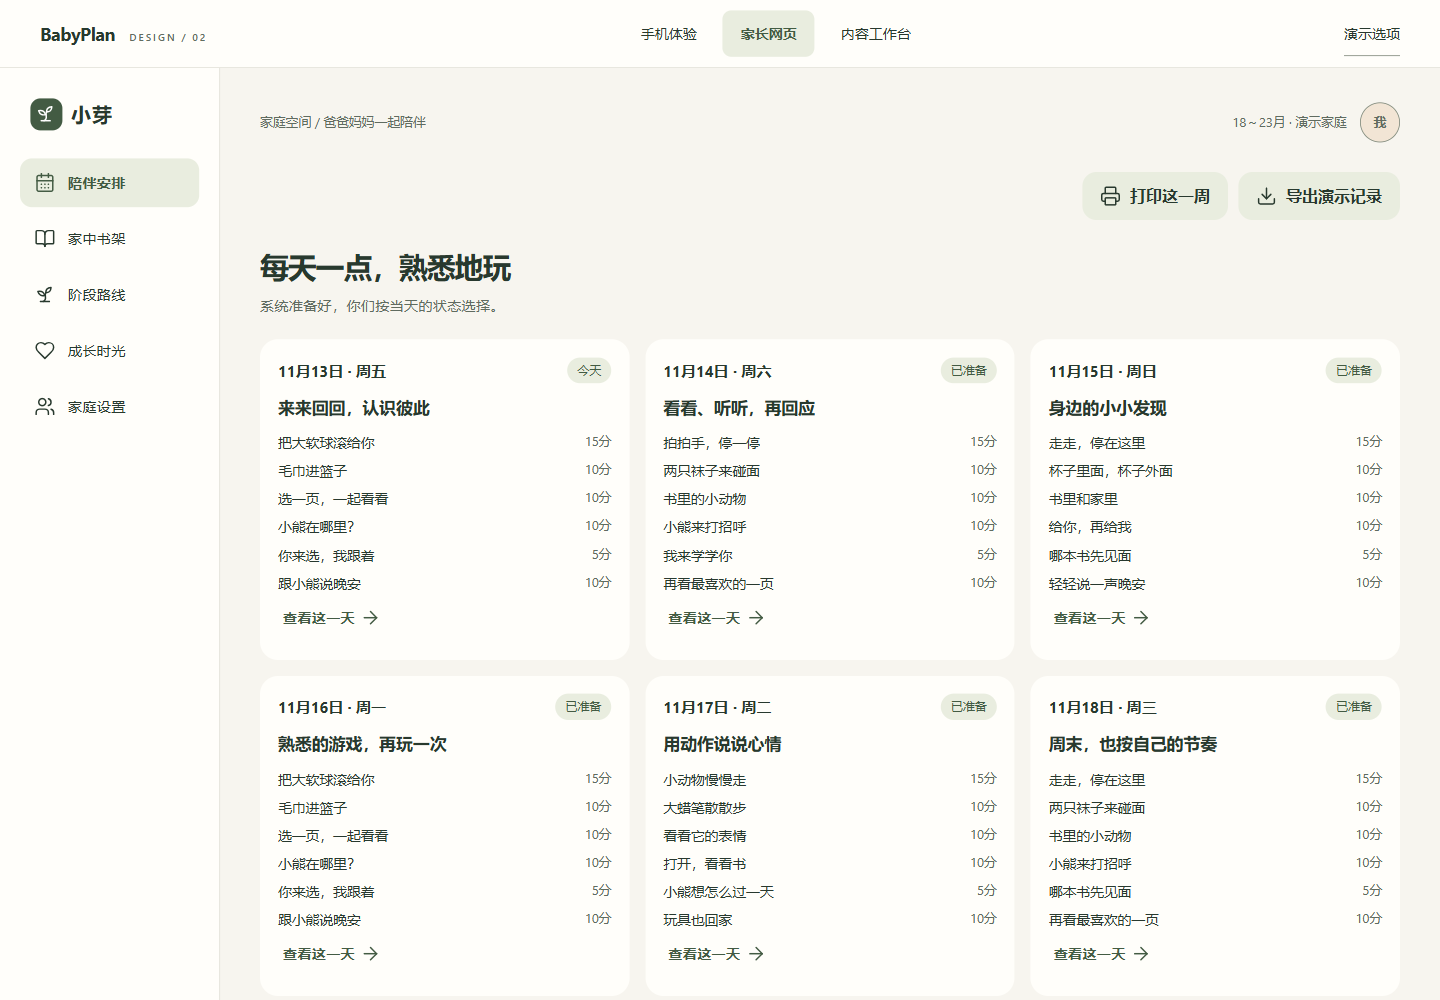 BabyPlan DESIGN / 02
手机体验
家长网页
内容工作台
演示选项
小芽
陪伴安排
家中书架
阶段路线
成长时光
家庭设置
家庭空间 / 爸爸妈妈一起陪伴
18～23月 · 演示家庭
我
打印这一周
导出演示记录
每天一点，熟悉地玩
系统准备好，你们按当天的状态选择。
11月13日 · 周五 今天
来来回回，认识彼此
把大软球滚给你 15分
毛巾进篮子 10分
选一页，一起看看 10分
小熊在哪里？ 10分
你来选，我跟着 5分
跟小熊说晚安 10分
查看这一天
11月14日 · 周六 已准备
看看、听听，再回应
拍拍手，停一停 15分
两只袜子来碰面 10分
书里的小动物 10分
小熊来打招呼 10分
我来学学你 5分
再看最喜欢的一页 10分
查看这一天
11月15日 · 周日 已准备
身边的小小发现
走走，停在这里 15分
杯子里面，杯子外面 10分
书里和家里 10分
给你，再给我 10分
哪本书先见面 5分
轻轻说一声晚安 10分
查看这一天
11月16日 · 周一 已准备
熟悉的游戏，再玩一次
把大软球滚给你 15分
毛巾进篮子 10分
选一页，一起看看 10分
小熊在哪里？ 10分
你来选，我跟着 5分
跟小熊说晚安 10分
查看这一天
11月17日 · 周二 已准备
用动作说说心情
小动物慢慢走 15分
大蜡笔散散步 10分
看看它的表情 10分
打开，看看书 10分
小熊想怎么过一天 5分
玩具也回家 10分
查看这一天
11月18日 · 周三 已准备
周末，也按自己的节奏
走走，停在这里 15分
两只袜子来碰面 10分
书里的小动物 10分
小熊来打招呼 10分
哪本书先见面 5分
再看最喜欢的一页 10分
查看这一天